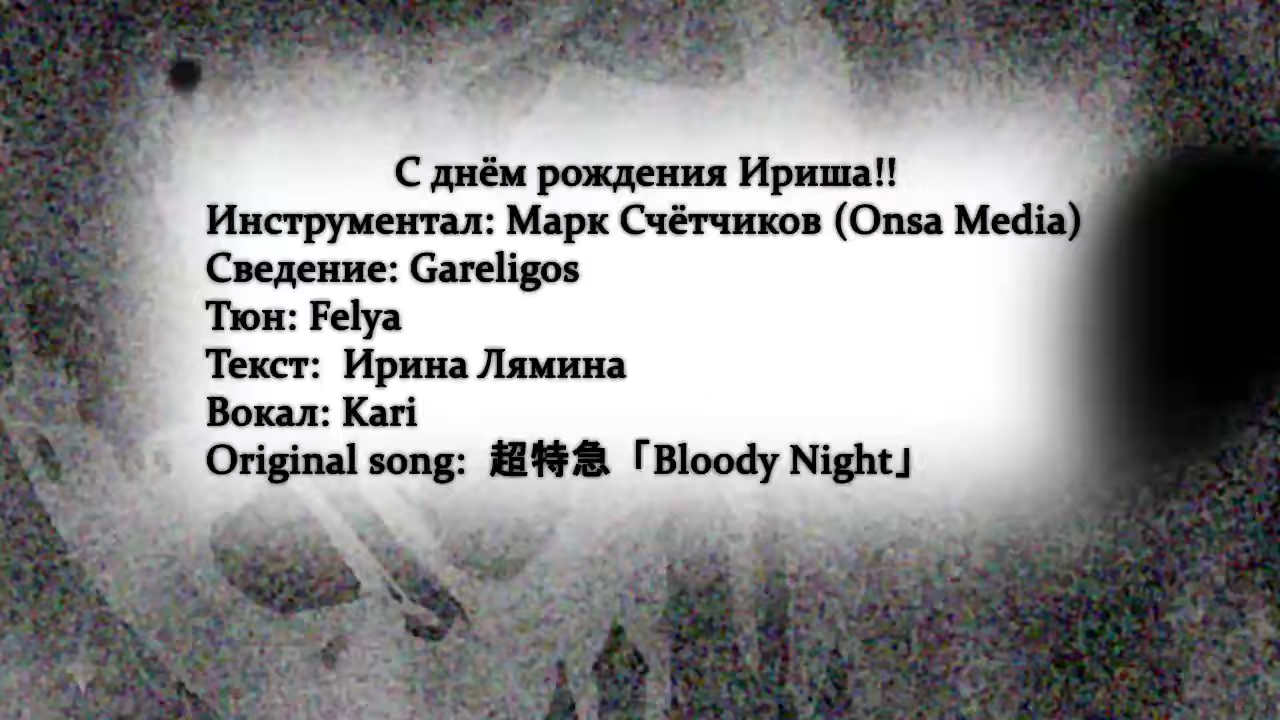 С днём рождения Ириша!!
Инструментал: Марк Счётчиков (Onsa Media)
Сведение: Gareligos
Тюн: Felya
Текст:  Ирина Лямина
Вокал: Kari
Original song:  超特急「Bloody Night」